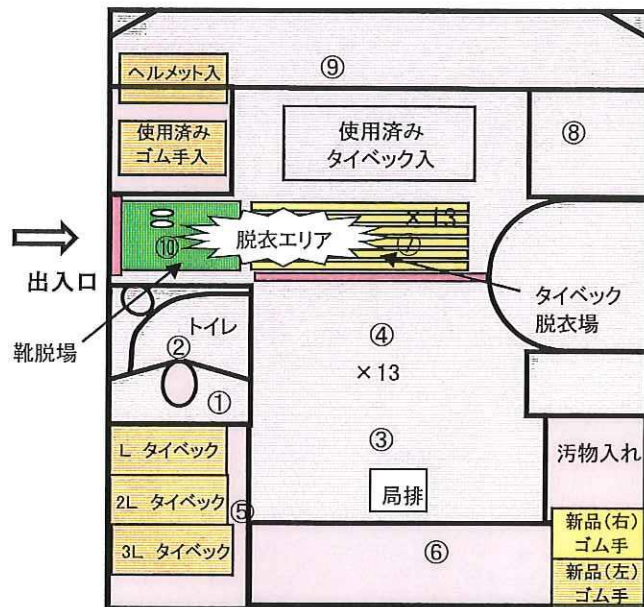 ⑨
ヘルメット入
使用済み
ゴム手入
使用済み
タイベック入
⑧
×13
脱衣エリア
⑩
⑦
出入口
タイベック
脱衣場
靴脱場
トイレ
②
①
④
×13
③
局排
L タイベック
2L タイベック
3L タイベック
⑤
⑥
汚物入れ
新品(右)
ゴム手
新品(左)
ゴム手